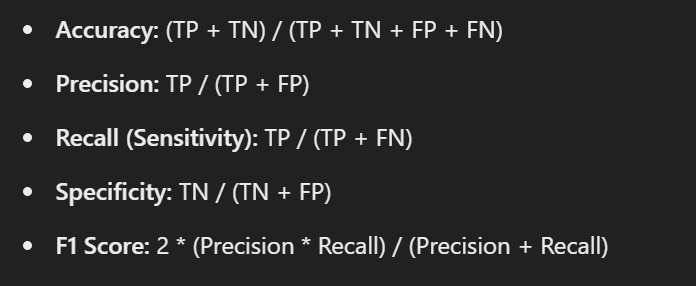 • Accuracy: (TP + TN) / (TP + TN + FP + FN)
• Precision: TP / (TP + FP)
• Recall (Sensitivity): TP / (TP + FN)
• Specificity: TN / (TN + FP)
• F1 Score: 2 * (Precision * Recall) / (Precision + Recall)